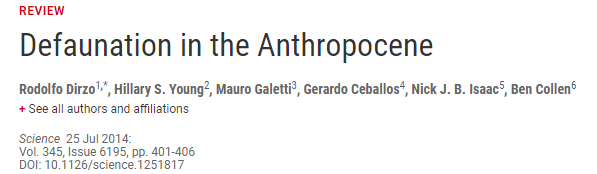 REVIEW
Defaunation in the Anthropocene
Rodolfo Dirzo1,*, Hillary S. Young2, Mauro Galetti3, Gerardo Ceballos4, Nick J. B. Isaac5, Ben Collen6
+ See all authors and affiliations
Science 25 Jul 2014:
Vol. 345, Issue 6195, pp. 401-406
DOI: 10.1126/science.1251817